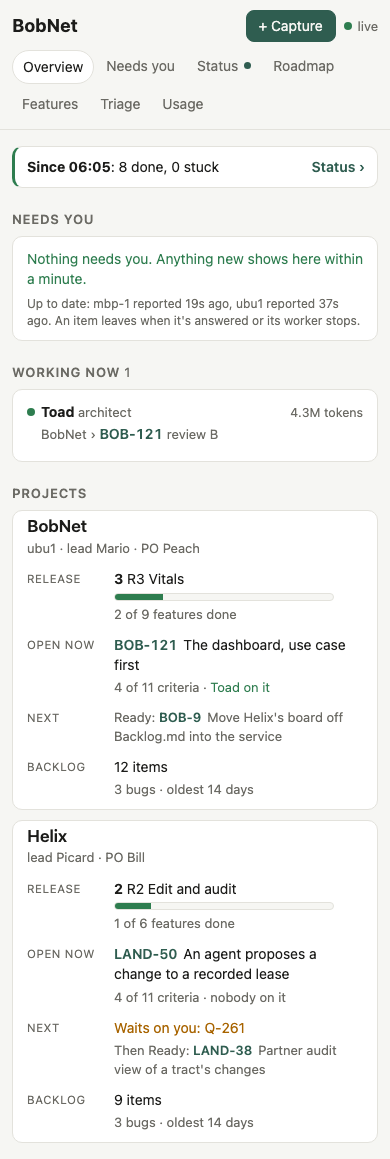 BobNet
+ Capture
live
Overview
Needs you
Status
Roadmap
Features
Triage
Usage
Since 06:05: 8 done, 0 stuck
Status ›
NEEDS YOU
Nothing needs you. Anything new shows here within
a minute.
Up to date: mbp-1 reported 19s ago, ubu1 reported 37s
ago. An item leaves when it's answered or its worker stops.
WORKING NOW 1
Toad architect
4.3M tokens
BobNet › BOB-121 review B
PROJECTS
BobNet
ubu1 · lead Mario · PO Peach
RELEASE
3 R3 Vitals
2 of 9 features done
OPEN NOW
BOB-121 The dashboard, use case
first
4 of 11 criteria · Toad on it
NEXT
Ready: BOB-9 Move Helix's board off
Backlog.md into the service
BACKLOG
12 items
3 bugs · oldest 14 days
Helix
lead Picard · PO Bill
RELEASE
2 R2 Edit and audit
1 of 6 features done
OPEN NOW
LAND-50 An agent proposes a
change to a recorded lease
4 of 11 criteria · nobody on it
NEXT
Waits on you: Q-261
Then Ready: LAND-38 Partner audit
view of a tract's changes
BACKLOG
9 items
3 bugs · oldest 14 days